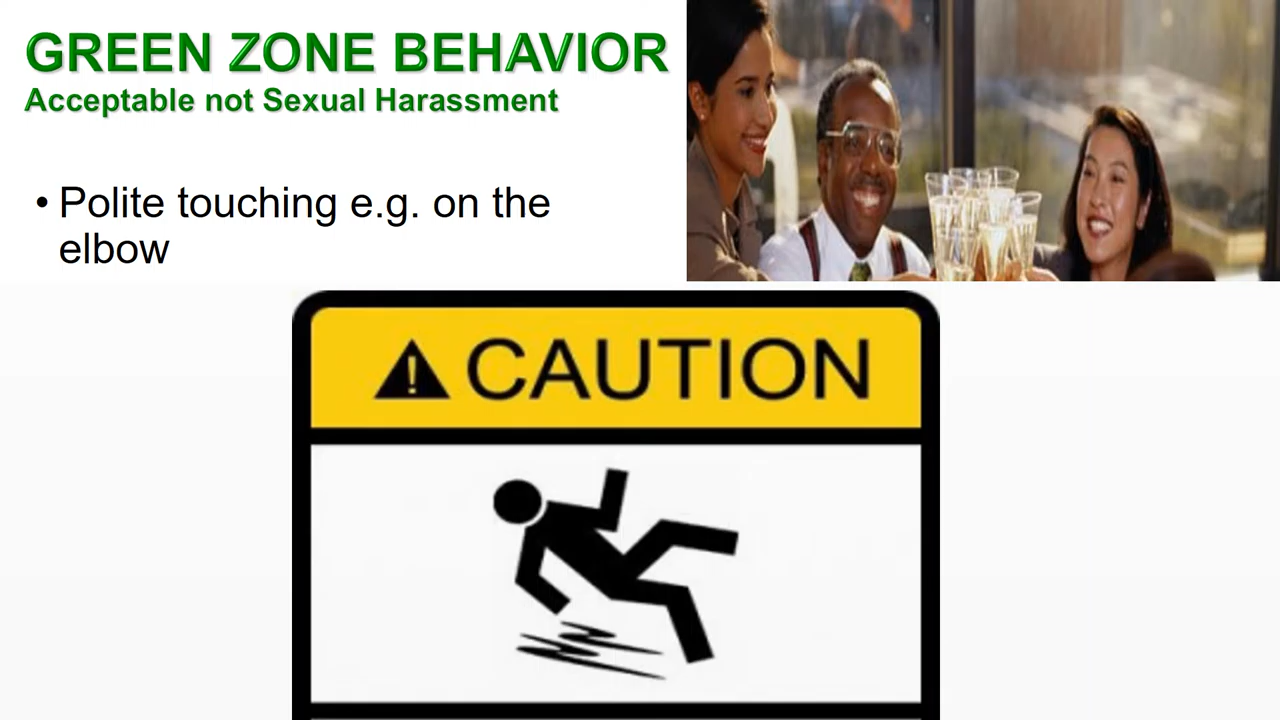 GREEN ZONE BEHAVIOR
Acceptable not Sexual Harassment
• Polite touching e.g. on the
elbow
CAUTION